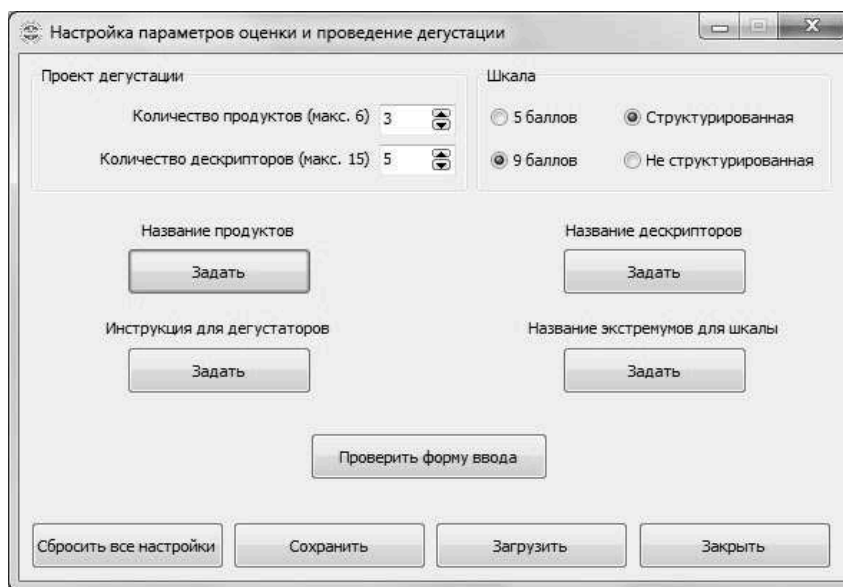 Настройка параметров оценки и проведение дегустации
Проект дегустации
Количество продуктов (макс. 6) 3
Количество дескрипторов (макс. 15) 5
Шкала
5 баллов Структурированная
9 баллов Не структурированная
Название продуктов Название дескрипторов
Задать Задать
Инструкция для дегустаторов Название экстремумов для шкалы
Задать Задать
Проверить форму ввода
Сбросить все настройки Сохранить Загрузить Закрыть